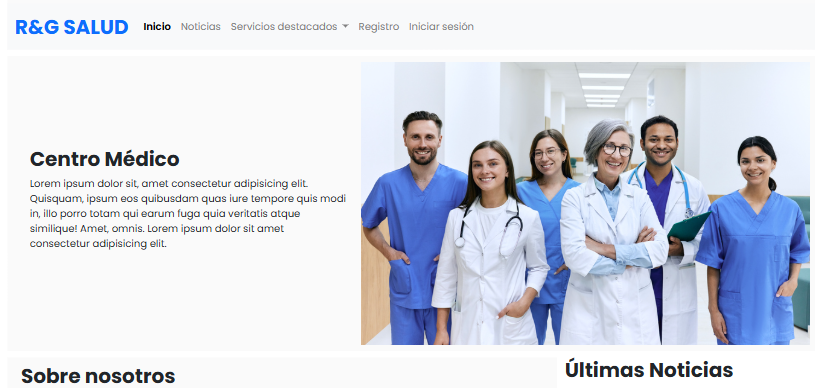 R&G SALUD Inicio Noticias Servicios destacados Registro Iniciar sesión
Centro Médico
Lorem ipsum dolor sit, amet consectetur adipisicing elit.
Quisquam, ipsum eos quibusdam quas iure tempore quis modi
in, illo porro totam qui earum fuga quia veritatis atque
similique! Amet, omnis. Lorem ipsum dolor sit amet
consectetur adipisicing elit.
Sobre nosotros
Últimas Noticias